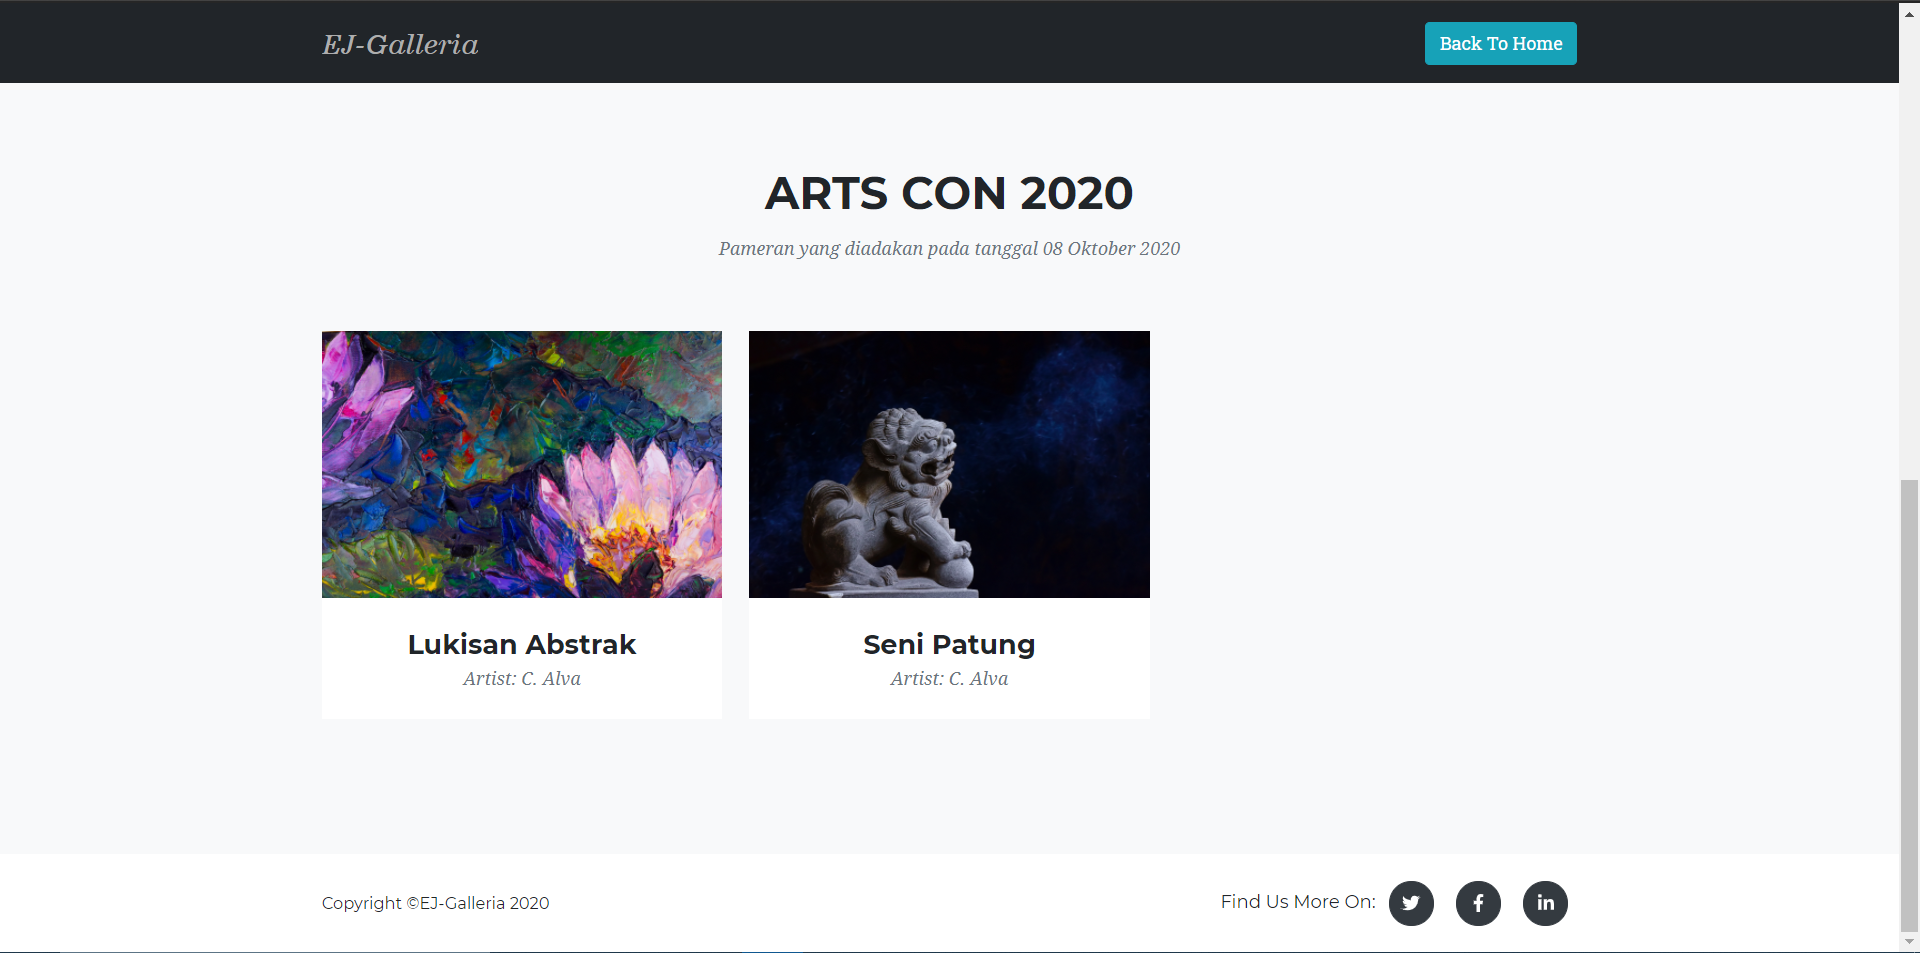 EJ-Galleria
Back To Home
ARTS CON 2020
Pameran yang diadakan pada tanggal 08 Oktober 2020
Lukisan Abstrak
Artist: C. Alva
Seni Patung
Artist: C. Alva
Copyright ©EJ-Galleria 2020
Find Us More On: